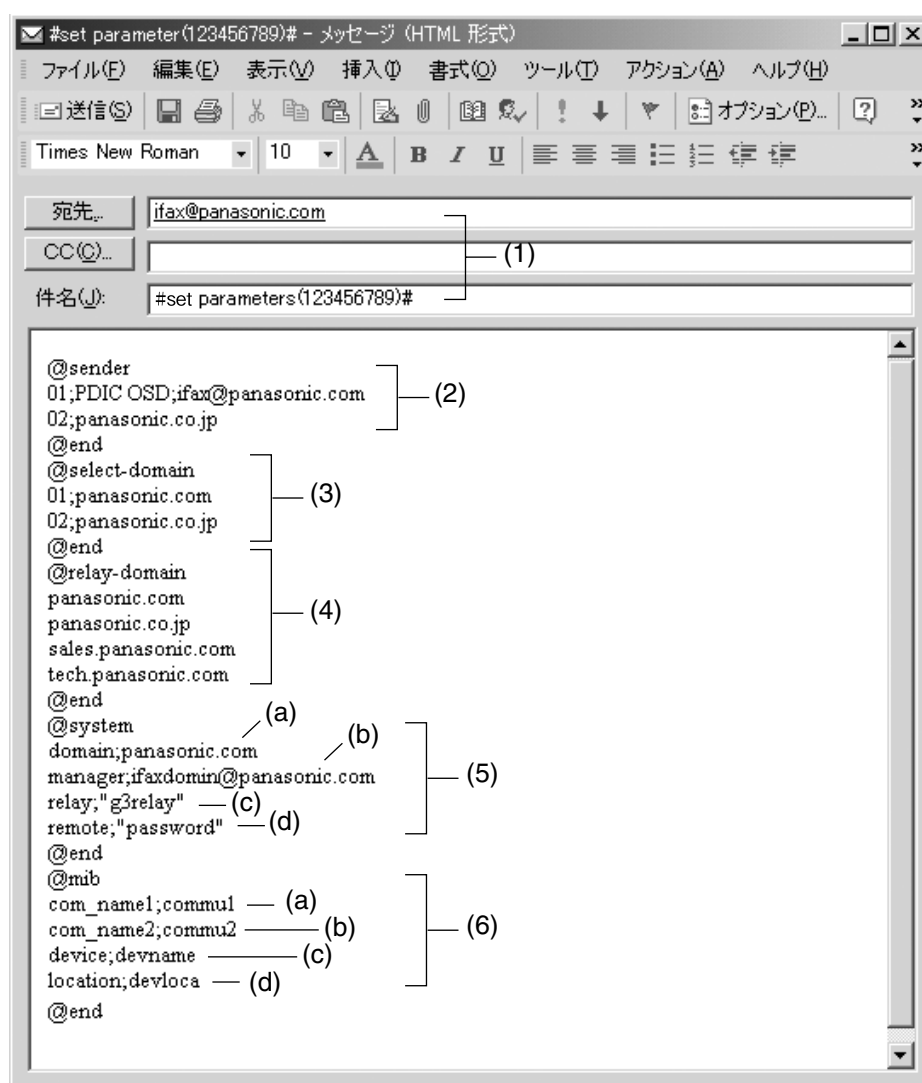 #set parameter(123456789)# - メッセージ (HTML 形式)
ファイル(F) 編集(E) 表示(V) 挿入(I) 書式(O) ツール(T) アクション(A) ヘルプ(H)
送信(S) オプション(P)...
Times New Roman 10 A B I U
宛先... ifax@panasonic.com
CC(C)...
(1)
件名(J): #set parameters(123456789)#
@sender
01;PDIC OSD;ifax@panasonic.com (2)
02;panasonic.co.jp
@end
@select-domain
01;panasonic.com (3)
02;panasonic.co.jp
@end
@relay-domain
panasonic.com
panasonic.co.jp (4)
sales.panasonic.com
tech.panasonic.com
@end
@system (a)
domain;panasonic.com (b)
manager;ifaxdomin@panasonic.com (5)
relay;"g3relay" (c)
remote;"password" (d)
@end
@mib
com_name1;commu1 (a)
com_name2;commu2 (b) (6)
device;devname (c)
location;devloca (d)
@end